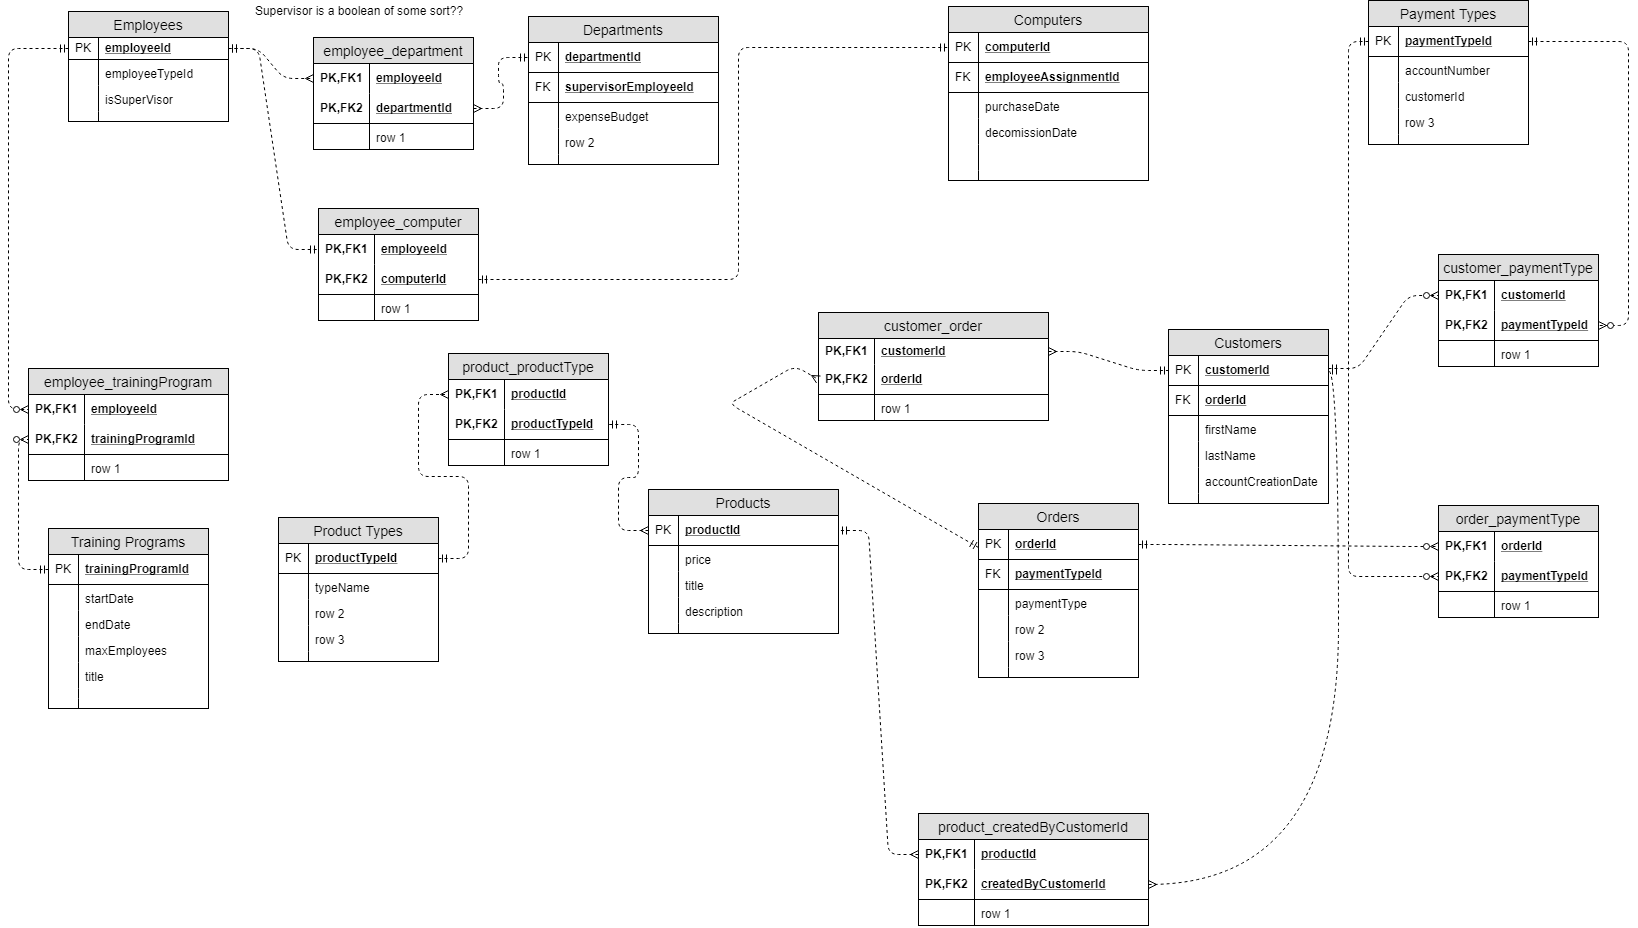 Supervisor is a boolean of some sort??
Employees
PK employeeId
employeeTypeId
isSuperVisor
employee_department
PK,FK1 employeeId
PK,FK2 departmentId
row 1
Departments
PK departmentId
FK supervisorEmployeeId
expenseBudget
row 2
Computers
PK computerId
FK employeeAssignmentId
purchaseDate
decomissionDate
Payment Types
PK paymentTypeId
accountNumber
customerId
row 3
employee_computer
PK,FK1 employeeId
PK,FK2 computerId
row 1
customer_paymentType
PK,FK1 customerId
PK,FK2 paymentTypeId
row 1
customer_order
PK,FK1 customerId
PK,FK2 orderId
row 1
Customers
PK customerId
FK orderId
firstName
lastName
accountCreationDate
employee_trainingProgram
PK,FK1 employeeId
PK,FK2 trainingProgramId
row 1
product_productType
PK,FK1 productId
PK,FK2 productTypeId
row 1
Training Programs
PK trainingProgramId
startDate
endDate
maxEmployees
title
Product Types
PK productTypeId
typeName
row 2
row 3
Products
PK productId
price
title
description
Orders
PK orderId
FK paymentTypeId
paymentType
row 2
row 3
order_paymentType
PK,FK1 orderId
PK,FK2 paymentTypeId
row 1
product_createdByCustomerId
PK,FK1 productId
PK,FK2 createdByCustomerId
row 1